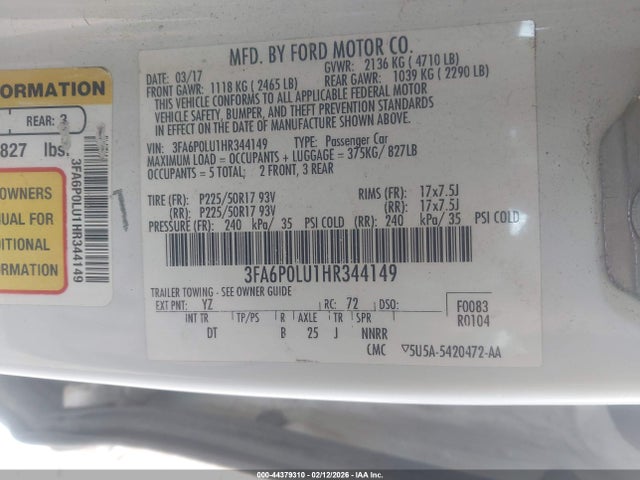 MFD. BY FORD MOTOR CO.
DATE: 03/17 GVWR: 2136 KG ( 4710 LB)
FRONT GAWR: 1118 KG ( 2465 LB) REAR GAWR: 1039 KG ( 2290 LB)
THIS VEHICLE CONFORMS TO ALL APPLICABLE FEDERAL MOTOR
VEHICLE SAFETY, BUMPER, AND THEFT PREVENTION STANDARDS
IN EFFECT ON THE DATE OF MANUFACTURE SHOWN ABOVE.
VIN: 3FA6P0LU1HR344149 TYPE: Passenger Car
MAXIMUM LOAD = OCCUPANTS + LUGGAGE = 375KG/ 827LB
OCCUPANTS = 5 TOTAL; 2 FRONT, 3 REAR
TIRE (FR): P225/50R17 93V RIMS (FR): 17x7.5J
(RR): P225/50R17 93V (RR): 17x7.5J
PRESSURE (FR): 240 kPa/ 35 PSI COLD (RR): 240 kPa/ 35 PSI COLD
3FA6P0LU1HR344149
TRAILER TOWING - SEE OWNER GUIDE
EXT PNT: YZ RC: 72 DSO:
INT TR TP/PS R AXLE TR SPR
DT B 25 J NNRR
F0083
R0104
CMC ▽5U5A-5420472-AA
FORMATION
REAR: 3
827 lbs.
OWNERS
UAL FOR
DITIONAL
FORMATION
3FA6P0LU1HR344149
000-44379310 - 02/12/2026 - IAA Inc.